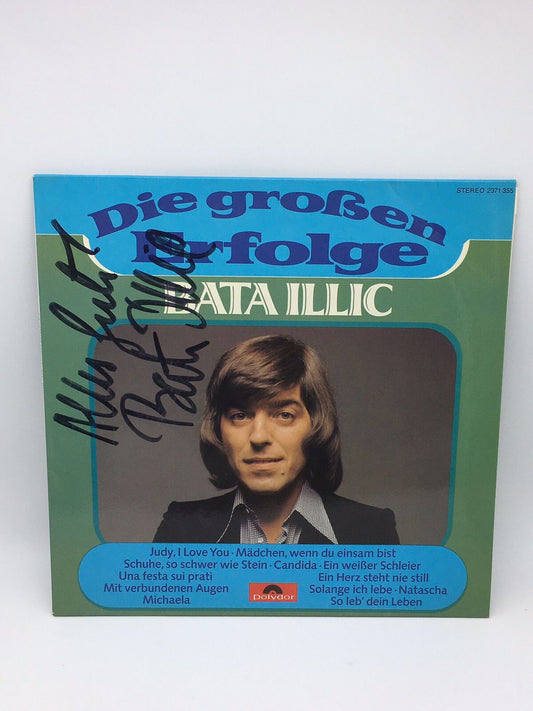 STEREO 2371 355
Die großen
Erfolge
BATA ILLIC
Alles Gute!
Bata Illic
Judy, I Love You · Mädchen, wenn du einsam bist
Schuhe, so schwer wie Stein · Candida · Ein weißer Schleier
Una festa sui prati
Ein Herz steht nie still
Mit verbundenen Augen
Solange ich lebe · Natascha
Michaela
So leb' dein Leben
polydor